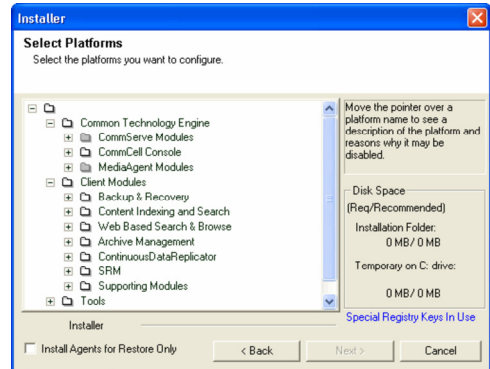 Installer
Select Platforms
Select the platforms you want to configure.
Common Technology Engine
CommServe Modules
CommCell Console
MediaAgent Modules
Client Modules
Backup & Recovery
Content Indexing and Search
Web Based Search & Browse
Archive Management
ContinuousDataReplicator
SRM
Supporting Modules
Tools
Move the pointer over a
platform name to see a
description of the platform and
reasons why it may be
disabled.
Disk Space
(Req/Recommended)
Installation Folder:
0 MB/ 0 MB
Temporary on C: drive:
0 MB/ 0 MB
Special Registry Keys In Use
Installer
Install Agents for Restore Only
< Back
Next >
Cancel